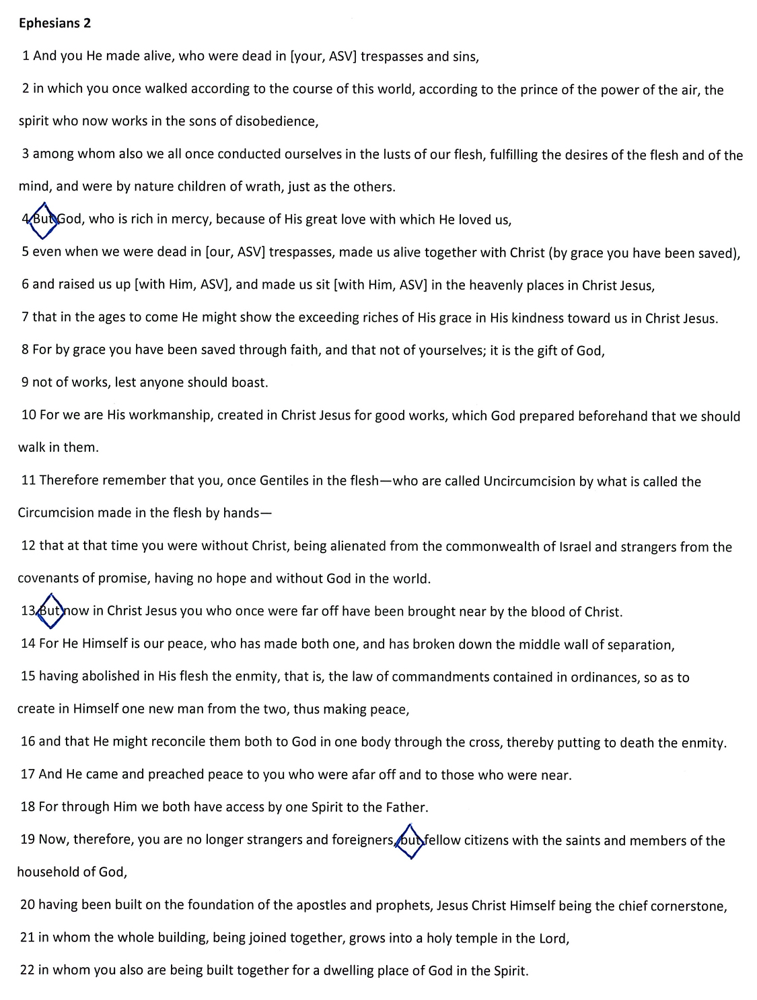 Ephesians 2
1 And you He made alive, who were dead in [your, ASV] trespasses and sins,
2 in which you once walked according to the course of this world, according to the prince of the power of the air, the
spirit who now works in the sons of disobedience,
3 among whom also we all once conducted ourselves in the lusts of our flesh, fulfilling the desires of the flesh and of the
mind, and were by nature children of wrath, just as the others.
4 But God, who is rich in mercy, because of His great love with which He loved us,
5 even when we were dead in [our, ASV] trespasses, made us alive together with Christ (by grace you have been saved),
6 and raised us up [with Him, ASV], and made us sit [with Him, ASV] in the heavenly places in Christ Jesus,
7 that in the ages to come He might show the exceeding riches of His grace in His kindness toward us in Christ Jesus.
8 For by grace you have been saved through faith, and that not of yourselves; it is the gift of God,
9 not of works, lest anyone should boast.
10 For we are His workmanship, created in Christ Jesus for good works, which God prepared beforehand that we should
walk in them.
11 Therefore remember that you, once Gentiles in the flesh—who are called Uncircumcision by what is called the
Circumcision made in the flesh by hands—
12 that at that time you were without Christ, being alienated from the commonwealth of Israel and strangers from the
covenants of promise, having no hope and without God in the world.
13 But now in Christ Jesus you who once were far off have been brought near by the blood of Christ.
14 For He Himself is our peace, who has made both one, and has broken down the middle wall of separation,
15 having abolished in His flesh the enmity, that is, the law of commandments contained in ordinances, so as to
create in Himself one new man from the two, thus making peace,
16 and that He might reconcile them both to God in one body through the cross, thereby putting to death the enmity.
17 And He came and preached peace to you who were afar off and to those who were near.
18 For through Him we both have access by one Spirit to the Father.
19 Now, therefore, you are no longer strangers and foreigners, but fellow citizens with the saints and members of the
household of God,
20 having been built on the foundation of the apostles and prophets, Jesus Christ Himself being the chief cornerstone,
21 in whom the whole building, being joined together, grows into a holy temple in the Lord,
22 in whom you also are being built together for a dwelling place of God in the Spirit.